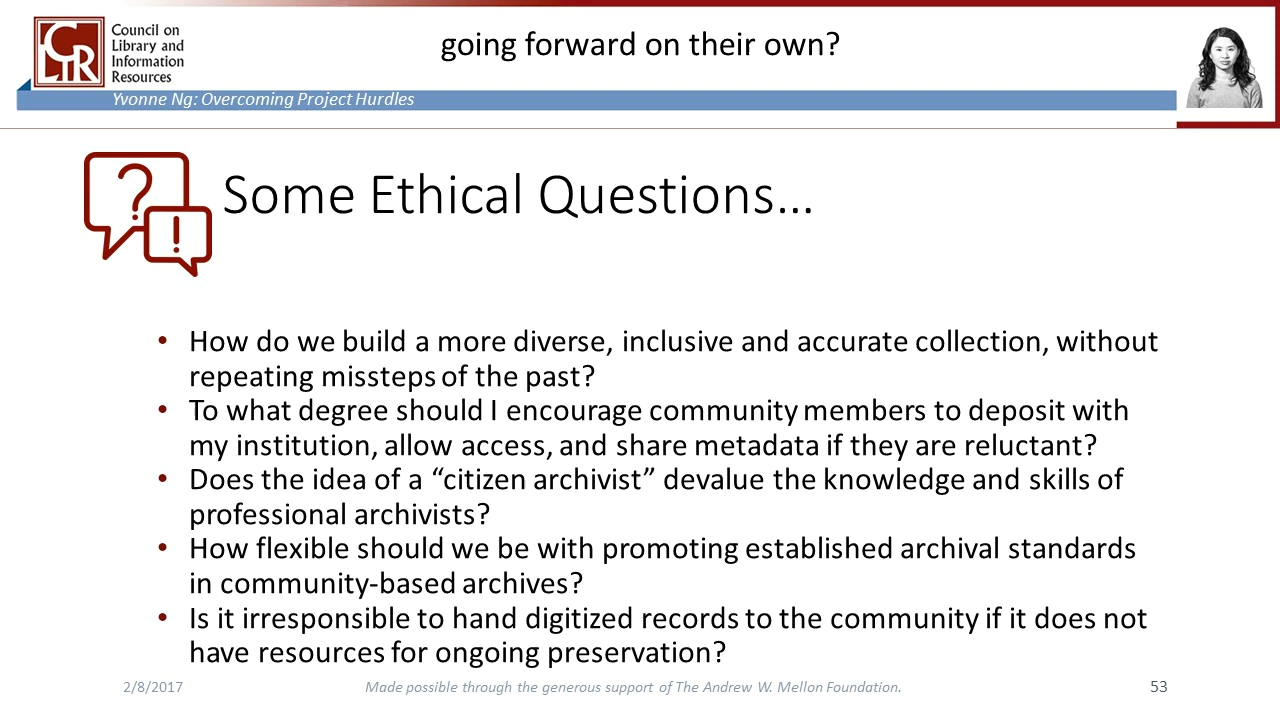 CLIR
Council on
Library and
Information
Resources
going forward on their own?
Yvonne Ng: Overcoming Project Hurdles
Some Ethical Questions...
• How do we build a more diverse, inclusive and accurate collection, without
repeating missteps of the past?
• To what degree should I encourage community members to deposit with
my institution, allow access, and share metadata if they are reluctant?
• Does the idea of a “citizen archivist” devalue the knowledge and skills of
professional archivists?
• How flexible should we be with promoting established archival standards
in community-based archives?
• Is it irresponsible to hand digitized records to the community if it does not
have resources for ongoing preservation?
2/8/2017
Made possible through the generous support of The Andrew W. Mellon Foundation.
53